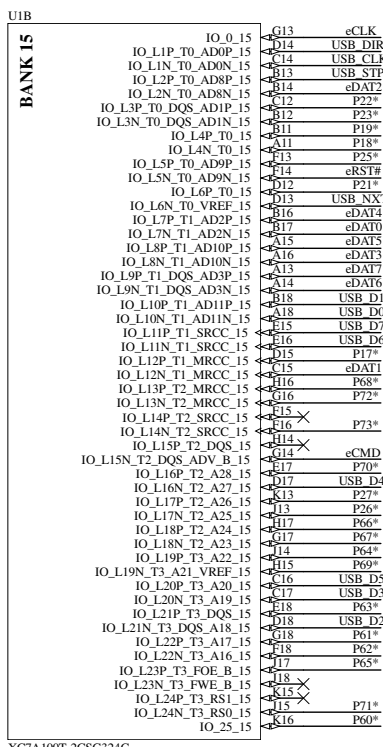 U1B
BANK 15
IO_0_15 G13 eCLK
IO_L1P_T0_AD0P_15 D14 USB_DIR
IO_L1N_T0_AD0N_15 C14 USB_CLK
IO_L2P_T0_AD8P_15 B13 USB_STP
IO_L2N_T0_AD8N_15 B14 eDAT2
IO_L3P_T0_DQS_AD1P_15 C12 P22*
IO_L3N_T0_DQS_AD1N_15 B12 P23*
IO_L4P_T0_15 B11 P19*
IO_L4N_T0_15 A11 P18*
IO_L5P_T0_AD9P_15 F13 P25*
IO_L5N_T0_AD9N_15 F14 eRST#
IO_L6P_T0_15 D12 P21*
IO_L6N_T0_VREF_15 D13 USB_NXT
IO_L7P_T1_AD2P_15 B16 eDAT4
IO_L7N_T1_AD2N_15 B17 eDAT0
IO_L8P_T1_AD10P_15 A15 eDAT5
IO_L8N_T1_AD10N_15 A16 eDAT3
IO_L9P_T1_DQS_AD3P_15 A13 eDAT7
IO_L9N_T1_DQS_AD3N_15 A14 eDAT6
IO_L10P_T1_AD11P_15 B18 USB_D1
IO_L10N_T1_AD11N_15 A18 USB_D0
IO_L11P_T1_SRCC_15 E15 USB_D7
IO_L11N_T1_SRCC_15 E16 USB_D6
IO_L12P_T1_MRCC_15 D15 P17*
IO_L12N_T1_MRCC_15 C15 eDAT1
IO_L13P_T2_MRCC_15 H16 P68*
IO_L13N_T2_MRCC_15 G16 P72*
IO_L14P_T2_SRCC_15 F15
IO_L14N_T2_SRCC_15 F16 P73*
IO_L15P_T2_DQS_15 H14
IO_L15N_T2_DQS_ADV_B_15 G14 eCMD
IO_L16P_T2_A28_15 E17 P70*
IO_L16N_T2_A27_15 D17 USB_D4
IO_L17P_T2_A26_15 K13 P27*
IO_L17N_T2_A25_15 J13 P26*
IO_L18P_T2_A24_15 H17 P66*
IO_L18N_T2_A23_15 G17 P67*
IO_L19P_T3_A22_15 J14 P64*
IO_L19N_T3_A21_VREF_15 H15 P69*
IO_L20P_T3_A20_15 C16 USB_D5
IO_L20N_T3_A19_15 C17 USB_D3
IO_L21P_T3_DQS_15 E18 P63*
IO_L21N_T3_DQS_A18_15 D18 USB_D2
IO_L22P_T3_A17_15 G18 P61*
IO_L22N_T3_A16_15 F18 P62*
IO_L23P_T3_FOE_B_15 J17 P65*
IO_L23N_T3_FWE_B_15 J18
IO_L24P_T3_RS1_15 K15
IO_L24N_T3_RS0_15 J15 P71*
IO_25_15 K16 P60*
XC7A100T-2CSG324C